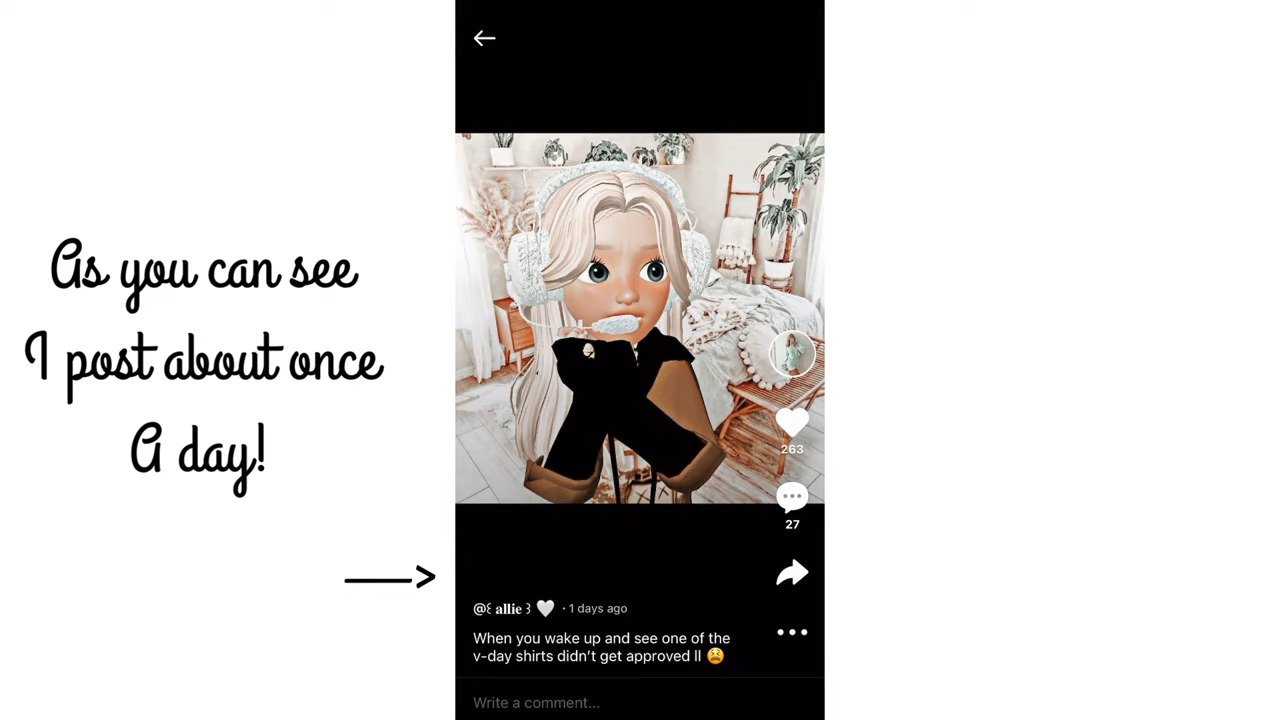 As you can see
I post about once
A day!
——>
263
27
@꒰ allie ꒱ 🤍 · 1 days ago
When you wake up and see one of the
v-day shirts didn't get approved ll 😫
Write a comment...